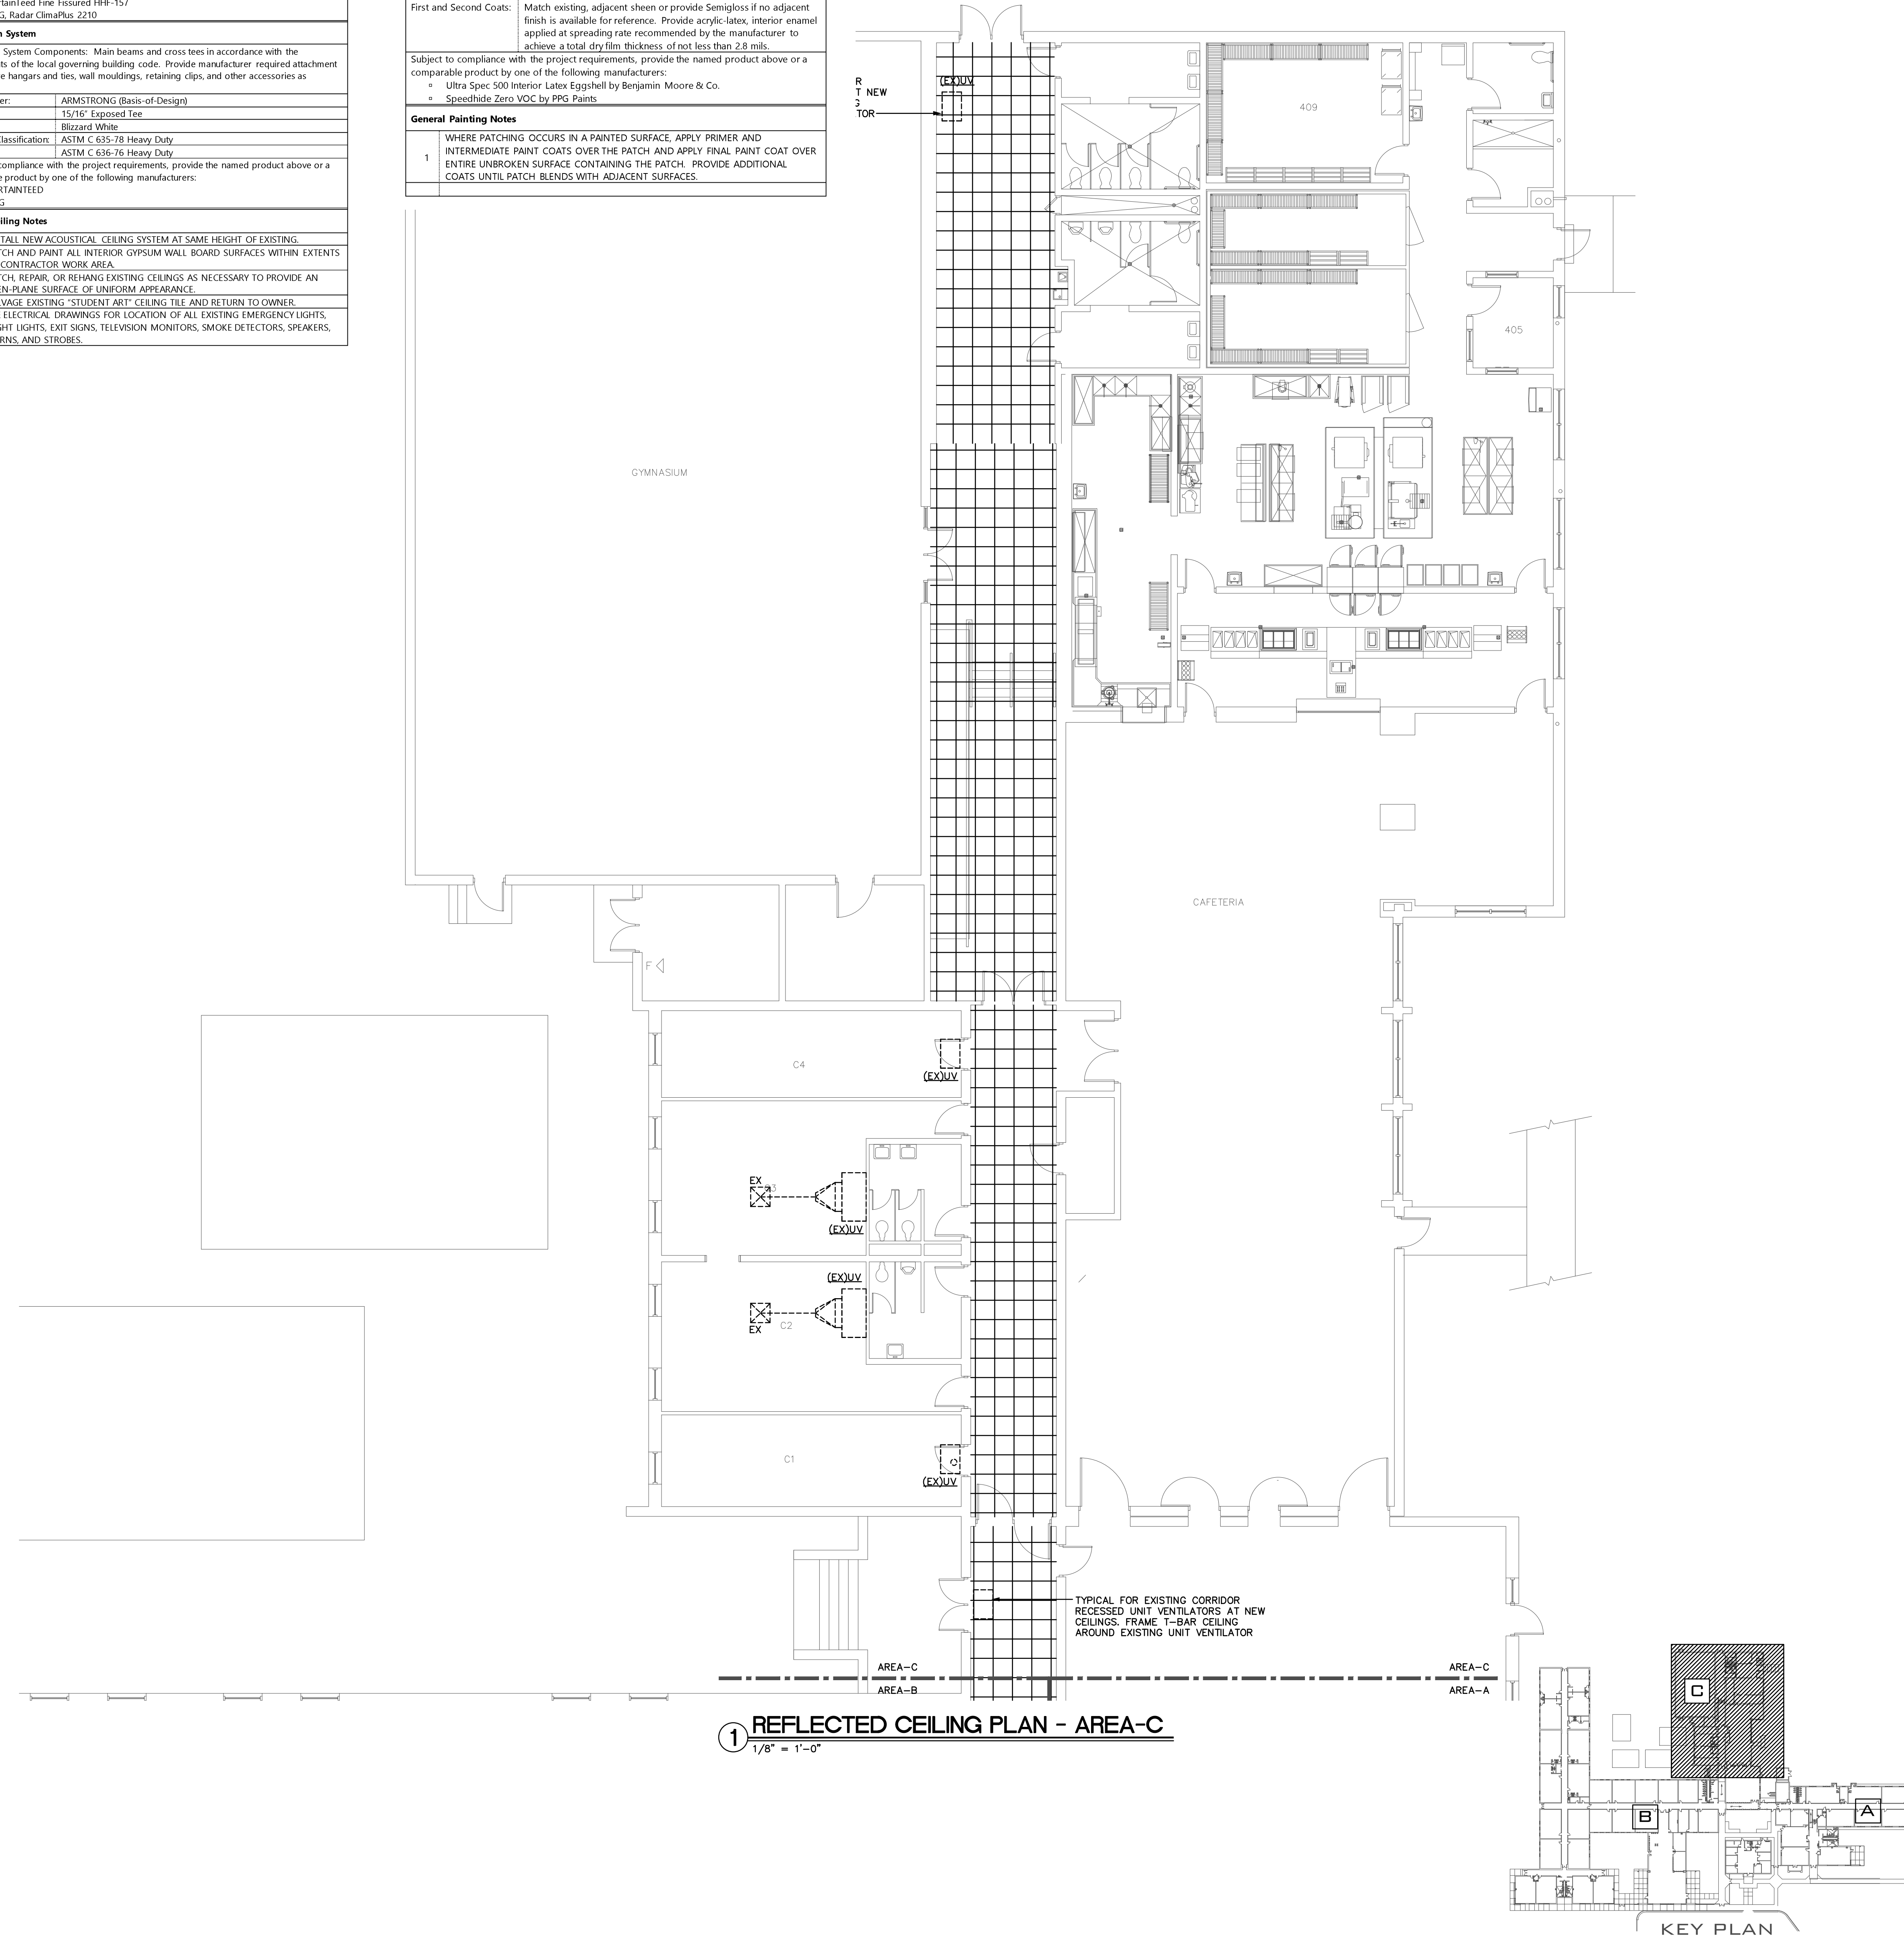 CertainTeed Fine Fissured HHF-157
Radar ClimaPlus 2210
System
System Components: Main beams and cross tees in accordance with the
of the local governing building code. Provide manufacturer required attachment
hangers and ties, wall mouldings, retaining clips, and other accessories as
ARMSTRONG (Basis-of-Design)
15/16" Exposed Tee
Blizzard White
Classification: ASTM C 635-78 Heavy Duty
ASTM C 636-76 Heavy Duty
compliance with the project requirements, provide the named product above or a
product by one of the following manufacturers:
RTAINTEED
G
iling Notes
TALL NEW ACOUSTICAL CEILING SYSTEM AT SAME HEIGHT OF EXISTING.
TCH AND PAINT ALL INTERIOR GYPSUM WALL BOARD SURFACES WITHIN EXTENTS
CONTRACTOR WORK AREA.
TCH, REPAIR, OR REHANG EXISTING CEILINGS AS NECESSARY TO PROVIDE AN
EN-PLANE SURFACE OF UNIFORM APPEARANCE.
LVAGE EXISTING "STUDENT ART" CEILING TILE AND RETURN TO OWNER.
ELECTRICAL DRAWINGS FOR LOCATION OF ALL EXISTING EMERGENCY LIGHTS,
GHT LIGHTS, EXIT SIGNS, TELEVISION MONITORS, SMOKE DETECTORS, SPEAKERS,
RNS, AND STROBES.
First and Second Coats: Match existing, adjacent sheen or provide Semigloss if no adjacent
finish is available for reference. Provide acrylic-latex, interior enamel
applied at spreading rate recommended by the manufacturer to
achieve a total dry film thickness of not less than 2.8 mils.
Subject to compliance with the project requirements, provide the named product above or a
comparable product by one of the following manufacturers:
▫ Ultra Spec 500 Interior Latex Eggshell by Benjamin Moore & Co.
▫ Speedhide Zero VOC by PPG Paints
General Painting Notes
1 WHERE PATCHING OCCURS IN A PAINTED SURFACE, APPLY PRIMER AND
INTERMEDIATE PAINT COATS OVER THE PATCH AND APPLY FINAL PAINT COAT OVER
ENTIRE UNBROKEN SURFACE CONTAINING THE PATCH. PROVIDE ADDITIONAL
COATS UNTIL PATCH BLENDS WITH ADJACENT SURFACES.
R
T NEW
G
TOR
(EX)UV
409
405
GYMNASIUM
CAFETERIA
F
C4
(EX)UV
EX
(EX)UV
(EX)UV
EX
C2
C1
(EX)UV
TYPICAL FOR EXISTING CORRIDOR
RECESSED UNIT VENTILATORS AT NEW
CEILINGS. FRAME T-BAR CEILING
AROUND EXISTING UNIT VENTILATOR
AREA-C
AREA-C
AREA-B
AREA-A
1 REFLECTED CEILING PLAN - AREA-C
1/8" = 1'-0"
C
B
A
KEY PLAN